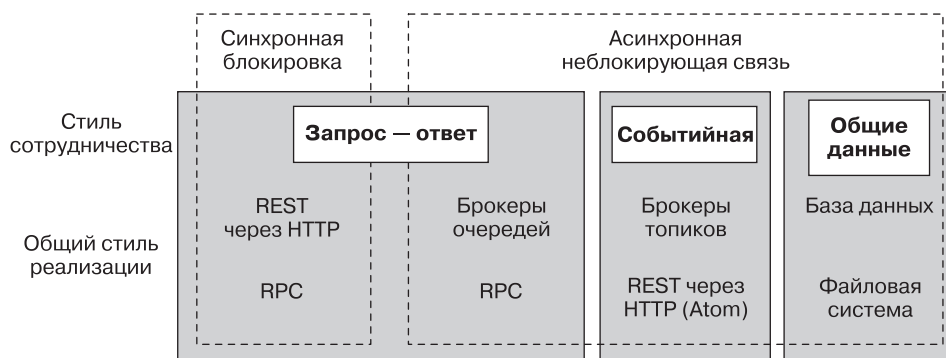 Синхронная
блокировка
Асинхронная
неблокирующая связь
Стиль
сотрудничества
Запрос — ответ
Событийная
Общие
данные
Общий стиль
реализации
REST
через HTTP
Брокеры
очередей
Брокеры
топиков
База данных
RPC
RPC
REST через
HTTP (Atom)
Файловая
система